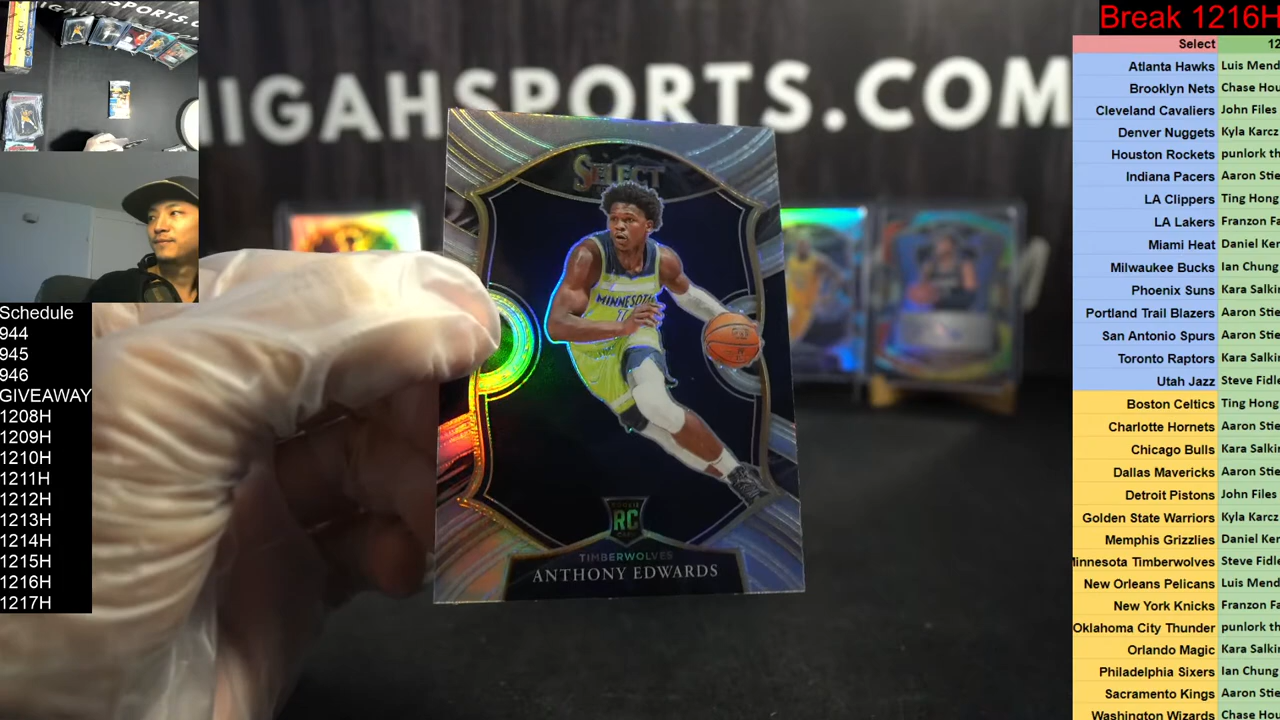 Break 1216H
Select 12
Atlanta Hawks Luis Mend
Brooklyn Nets Chase Hou
Cleveland Cavaliers John Files
Denver Nuggets Kyla Karcz
Houston Rockets punlork th
Indiana Pacers Aaron Stie
LA Clippers Ting Hong
LA Lakers Franzon Fa
Miami Heat Daniel Ker
Milwaukee Bucks Ian Chung
Phoenix Suns Kara Salkin
Portland Trail Blazers Aaron Stie
San Antonio Spurs Aaron Stie
Toronto Raptors Kara Salkin
Utah Jazz Steve Fidle
Boston Celtics Ting Hong
Charlotte Hornets Aaron Stie
Chicago Bulls Kara Salkin
Dallas Mavericks Aaron Stie
Detroit Pistons John Files
Golden State Warriors Kyla Karcz
Memphis Grizzlies Daniel Ker
Minnesota Timberwolves Steve Fidle
New Orleans Pelicans Luis Mend
New York Knicks Franzon Fa
Oklahoma City Thunder punlork th
Orlando Magic Kara Salkin
Philadelphia Sixers Ian Chung
Sacramento Kings Aaron Stie
Washington Wizards Chase Hou
IGAHSPORTS.COM
SELECT
MINNESOTA
RC
TIMBERWOLVES
ANTHONY EDWARDS
Schedule
944
945
946
GIVEAWAY
1208H
1209H
1210H
1211H
1212H
1213H
1214H
1215H
1216H
1217H